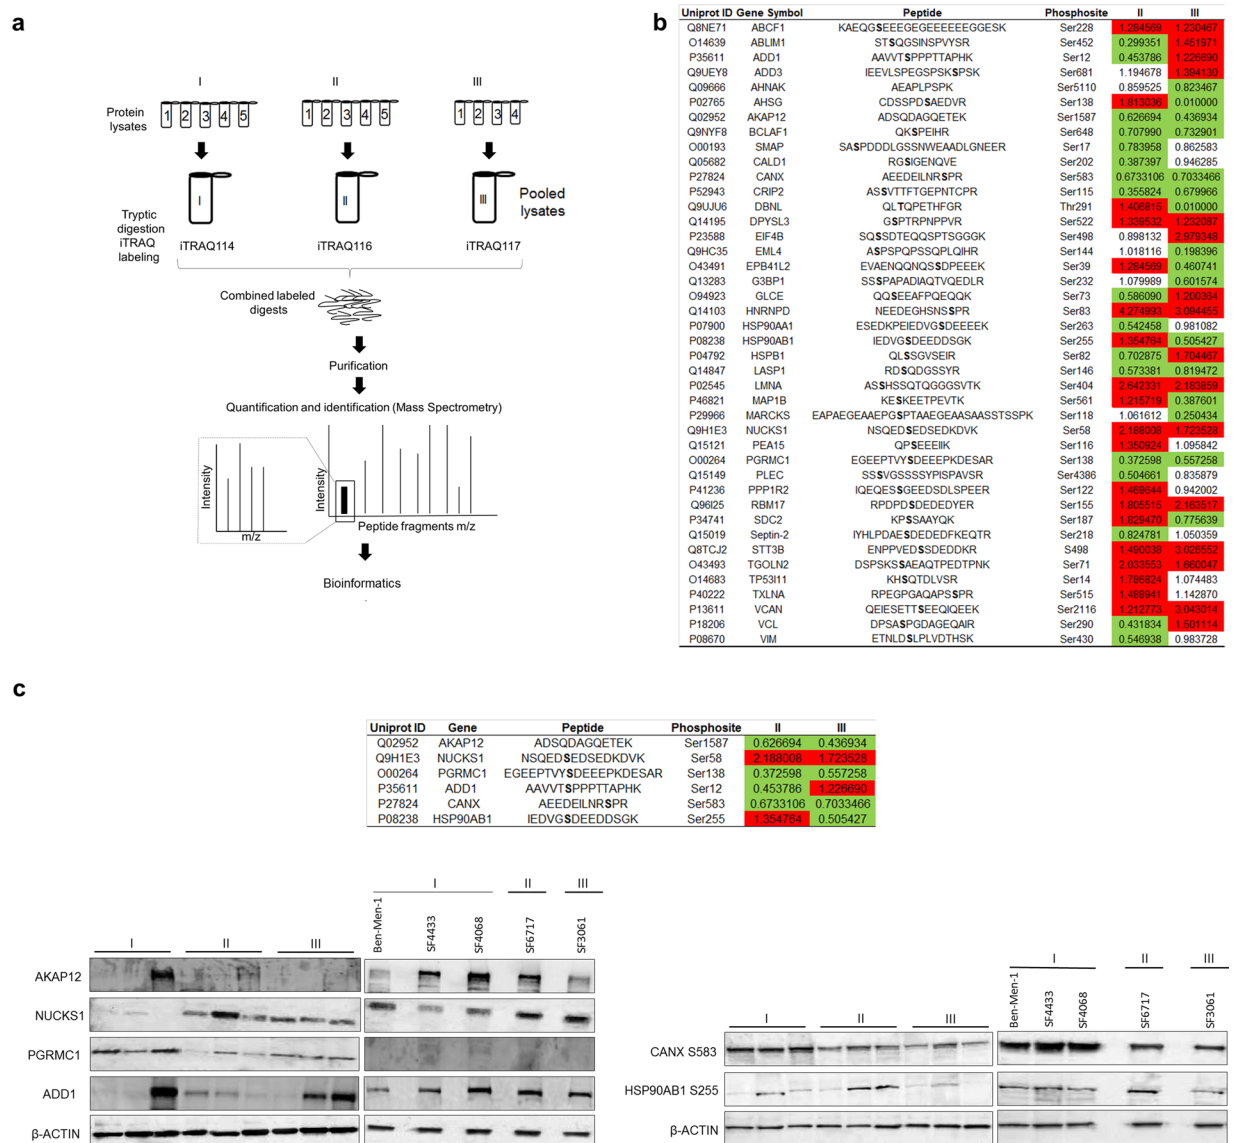 a
I II III
Protein lysates
1 2 3 4 5 1 2 3 4 5 1 2 3 4
I II III
Pooled lysates
Tryptic digestion iTRAQ labeling
iTRAQ114 iTRAQ116 iTRAQ117
Combined labeled digests
Purification
Quantification and identification (Mass Spectrometry)
Intensity
m/z
Intensity
Peptide fragments m/z
Bioinformatics
b
Uniprot ID Gene Symbol Peptide Phosphosite II III
Q8NE71 ABCF1 KAEQGSEEEGEGEEEEEEGGESK Ser228 1.284569 1.230467
O14639 ABLIM1 STSQGSINSPVYSR Ser452 0.299351 1.451971
P35611 ADD1 AAVVTSPPPTTAPHK Ser12 0.453786 1.226690
Q9UEY8 ADD3 IEEVLSPEGSPSKSPSK Ser681 1.194678 1.394130
Q09666 AHNAK AEAPLPSPK Ser5110 0.859525 0.823467
P02765 AHSG CDSSPDSAEDVR Ser138 1.813036 0.010000
Q02952 AKAP12 ADSQDAGQETEK Ser1587 0.626694 0.436934
Q9NYF8 BCLAF1 QKSPEIHR Ser648 0.707990 0.732901
O00193 SMAP SASPDDDLGSSNWEAADLGNEER Ser17 0.783958 0.862583
Q05682 CALD1 RGSIGENQVE Ser202 0.387397 0.946285
P27824 CANX AEEDEILNRSPR Ser583 0.6733106 0.7033466
P52943 CRIP2 ASSVTTFTGEPNTCPR Ser115 0.355824 0.679966
Q9UJU6 DBNL QLTQPETHFGR Thr291 1.406815 0.010000
Q14195 DPYSL3 GSPTRPNPPVR Ser522 1.339532 1.232087
P23588 EIF4B SQSSDTEQQSPTSGGGK Ser498 0.898132 2.979348
Q9HC35 EML4 ASPSPQPSSQPLQIHR Ser144 1.018116 0.198396
O43491 EPB41L2 EVAENQQNQSSDPEEEK Ser39 1.284569 0.460741
Q13283 G3BP1 SSSPAPADIAQTVQEDLR Ser232 1.079989 0.601574
O94923 GLCE QQSEEAFPQEQQK Ser73 0.586090 1.200364
Q14103 HNRNPD NEEDEGHSNSSPR Ser83 4.274993 3.094455
P07900 HSP90AA1 ESEDKPEIEDVGSDEEEEK Ser263 0.542458 0.981082
P08238 HSP90AB1 IEDVGSDEEDDSGK Ser255 1.354764 0.505427
P04792 HSPB1 QLSSGVSEIR Ser82 0.702875 1.704467
Q14847 LASP1 RDSQDGSSYR Ser146 0.573381 0.819472
P02545 LMNA ASSHSSQTQGGGSVTK Ser404 2.642331 2.183859
P46821 MAP1B KESKEETPEVTK Ser561 1.215719 0.387601
P29966 MARCKS EAPAEGEAAEPGSPTAAEGEAASAASSTSSPK Ser118 1.061612 0.250434
Q9H1E3 NUCKS1 NSQEDSEDSEDKDVK Ser58 2.188008 1.723528
Q15121 PEA15 QPSEEEIIK Ser116 1.350924 1.095842
O00264 PGRMC1 EGEEPTVYSDEEEPKDESAR Ser138 0.372598 0.557258
Q15149 PLEC SSSVGSSSSYPISPAVSR Ser4386 0.504661 0.835879
P41236 PPP1R2 IQEQESSGEEDSDLSPEER Ser122 1.469644 0.942002
Q96I25 RBM17 RPDPDSDEDEDYER Ser155 1.805515 2.163517
P34741 SDC2 KPSSAAYQK Ser187 1.829470 0.775639
Q15019 Septin-2 IYHLPDAESDEDEDFKEQTR Ser218 0.824781 1.050359
Q8TCJ2 STT3B ENPPVEDSSDEDDKR S498 1.490038 3.026552
O43493 TGOLN2 DSPSKSSAEAQTPEDTPNK Ser71 2.033553 1.660047
O14683 TP53I11 KHSQTDLVSR Ser14 1.786824 1.074483
P40222 TXLNA RPEGPGAQAPSSPR Ser515 1.489941 1.142870
P13611 VCAN QEIESETTSEEQIQEEK Ser2116 1.212773 3.043014
P18206 VCL DPSASPGDAGEQAIR Ser290 0.431834 1.501114
P08670 VIM ETNLDSLPLVDTHSK Ser430 0.546938 0.983728
c
Uniprot ID Gene Peptide Phosphosite II III
Q02952 AKAP12 ADSQDAGQETEK Ser1587 0.626694 0.436934
Q9H1E3 NUCKS1 NSQEDSEDSEDKDVK Ser58 2.188008 1.723528
O00264 PGRMC1 EGEEPTVYSDEEEPKDESAR Ser138 0.372598 0.557258
P35611 ADD1 AAVVTSPPPTTAPHK Ser12 0.453786 1.226690
P27824 CANX AEEDEILNRSPR Ser583 0.6733106 0.7033466
P08238 HSP90AB1 IEDVGSDEEDDSGK Ser255 1.354764 0.505427
I II III
Ben-Men-1 SF4433 SF4068 SF6717 SF3061
I II III
AKAP12
NUCKS1
PGRMC1
ADD1
β-ACTIN
I II III
Ben-Men-1 SF4433 SF4068 SF6717 SF3061
I II III
CANX S583
HSP90AB1 S255
β-ACTIN